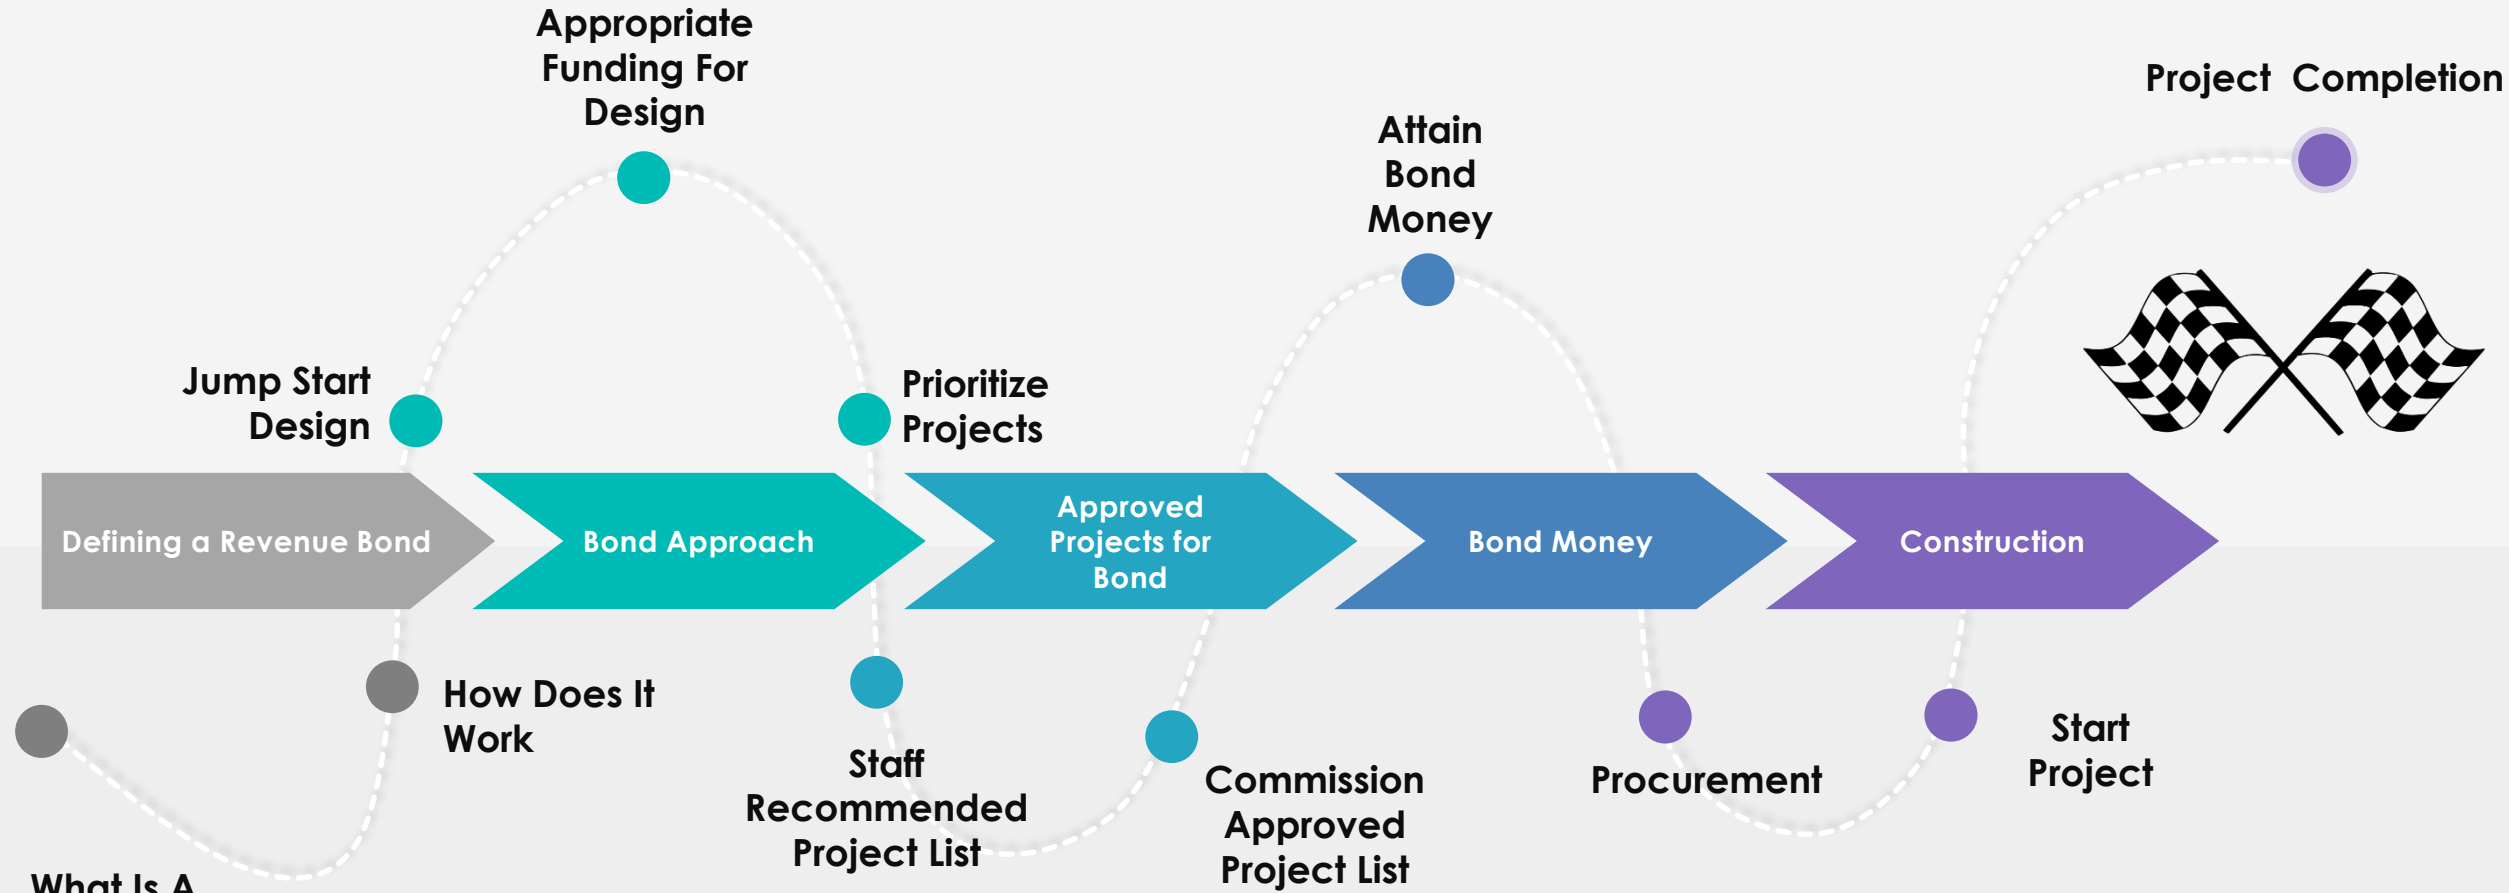 Appropriate
Funding For
Design
Project Completion
Attain
Bond
Money
Jump Start
Design
Prioritize
Projects
Defining a Revenue Bond
Bond Approach
Approved
Projects for
Bond
Bond Money
Construction
How Does It
Work
Staff
Recommended
Project List
Commission
Approved
Project List
Procurement
Start
Project
What Is A